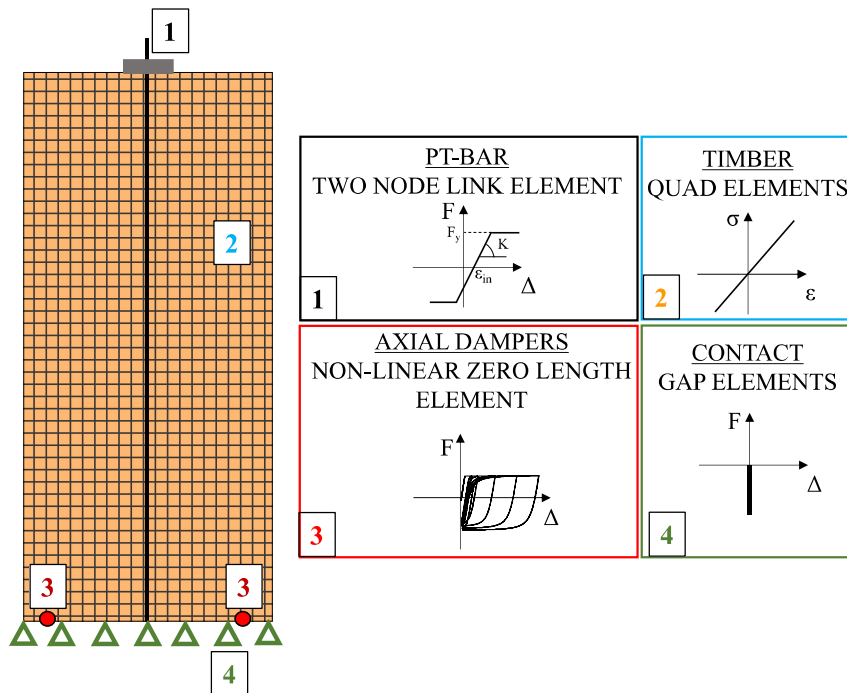 1
2
3
3
4
PT-BAR
TWO NODE LINK ELEMENT
F
Fy
K
εin
Δ
1
TIMBER
QUAD ELEMENTS
σ
ε
2
AXIAL DAMPERS
NON-LINEAR ZERO LENGTH
ELEMENT
F
Δ
3
CONTACT
GAP ELEMENTS
F
Δ
4